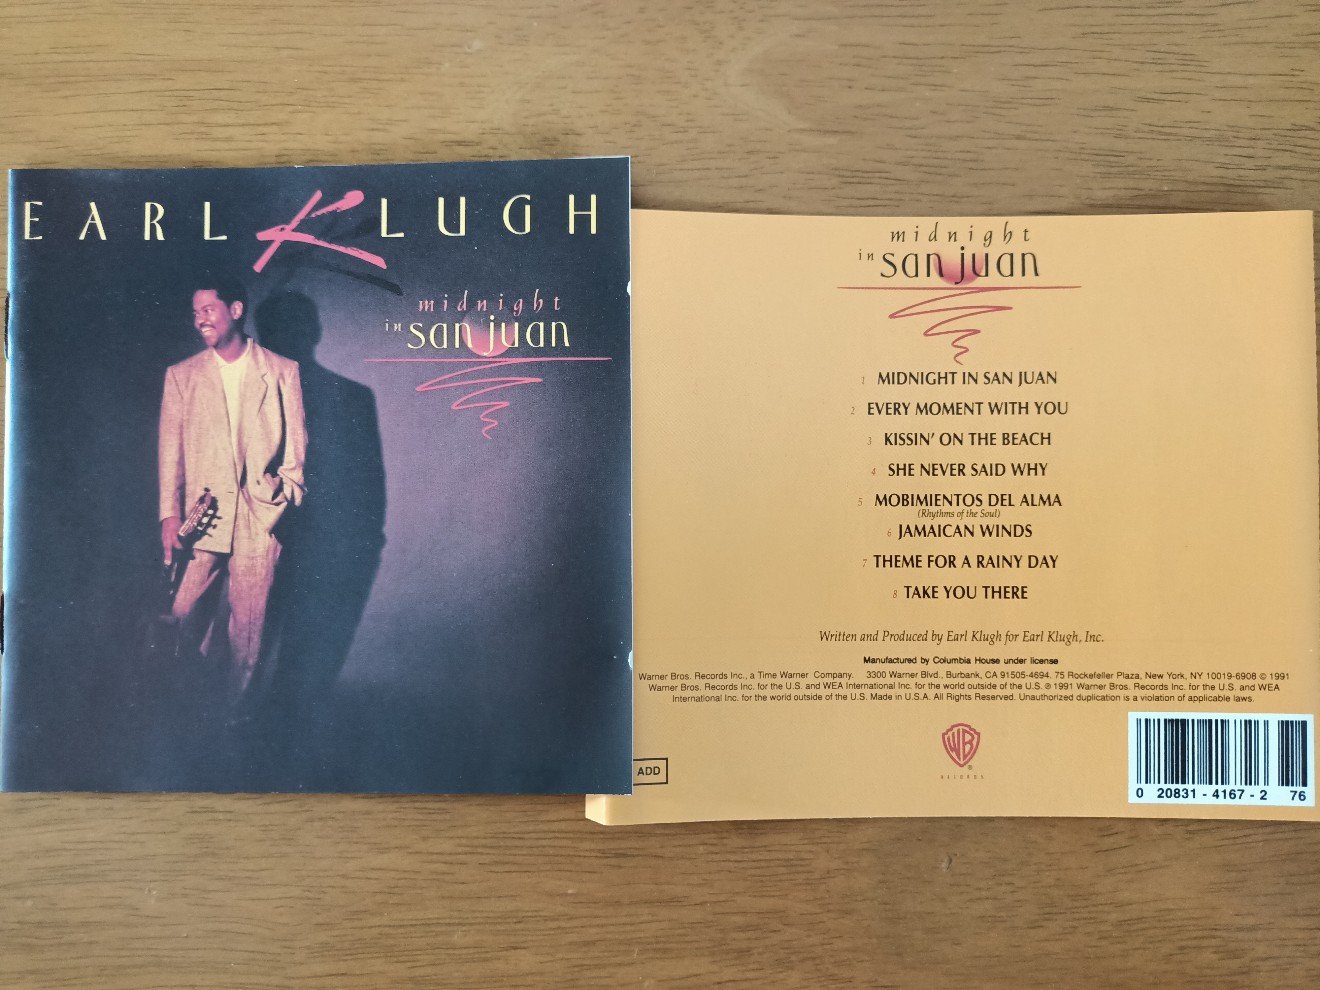 EARL KLUGH
midnight
in san juan
midnight
in san juan
1 MIDNIGHT IN SAN JUAN
2 EVERY MOMENT WITH YOU
3 KISSIN' ON THE BEACH
4 SHE NEVER SAID WHY
5 MOBIMIENTOS DEL ALMA
(Rhythms of the Soul)
6 JAMAICAN WINDS
7 THEME FOR A RAINY DAY
8 TAKE YOU THERE
Written and Produced by Earl Klugh for Earl Klugh, Inc.
Manufactured by Columbia House under license
Warner Bros. Records Inc., a Time Warner Company. 3300 Warner Blvd., Burbank, CA 91505-4694. 75 Rockefeller Plaza, New York, NY 10019-6908 © 1991
Warner Bros. Records Inc. for the U.S. and WEA International Inc. for the world outside of the U.S. ℗ 1991 Warner Bros. Records Inc. for the U.S. and WEA
International Inc. for the world outside of the U.S. Made in U.S.A. All Rights Reserved. Unauthorized duplication is a violation of applicable laws.
WB
®
RECORDS
ADD
0 20831-4167-2 76